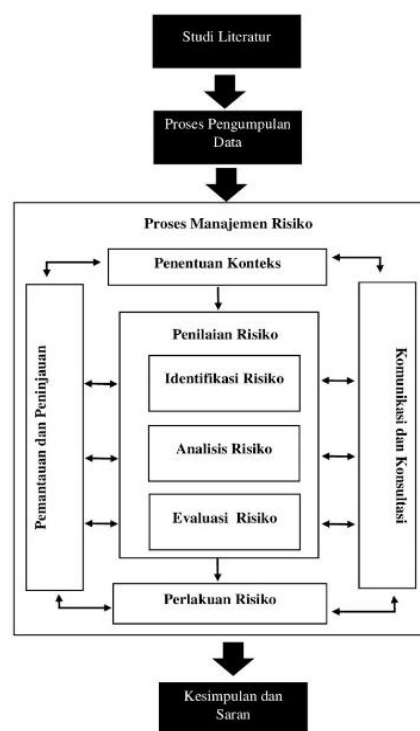 Studi Literatur
Proses Pengumpulan
Data
Proses Manajemen Risiko
Penentuan Konteks
Pemantauan dan Peninjauan
Penilaian Risiko
Identifikasi Risiko
Analisis Risiko
Evaluasi Risiko
Komunikasi dan Konsultasi
Perlakuan Risiko
Kesimpulan dan
Saran